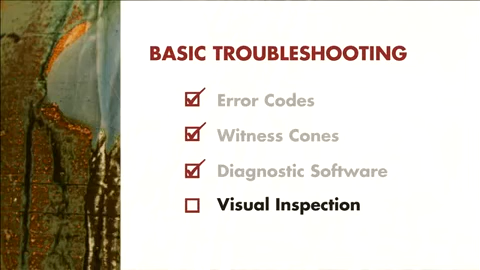 BASIC TROUBLESHOOTING
Error Codes
Witness Cones
Diagnostic Software
Visual Inspection